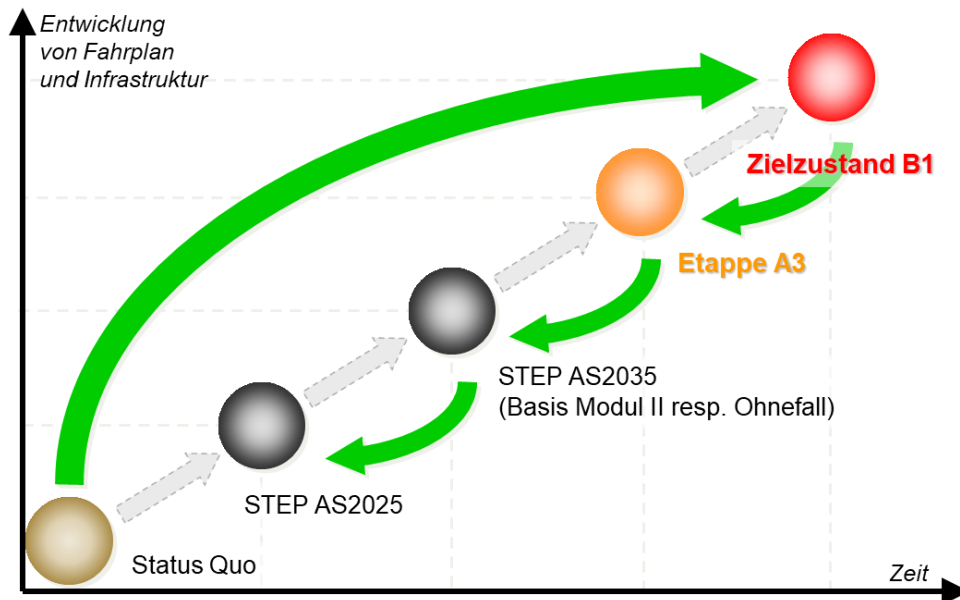 Entwicklung
von Fahrplan
und Infrastruktur
Zielzustand B1
Etappe A3
STEP AS2035
(Basis Modul II resp. Ohnefall)
STEP AS2025
Status Quo
Zeit